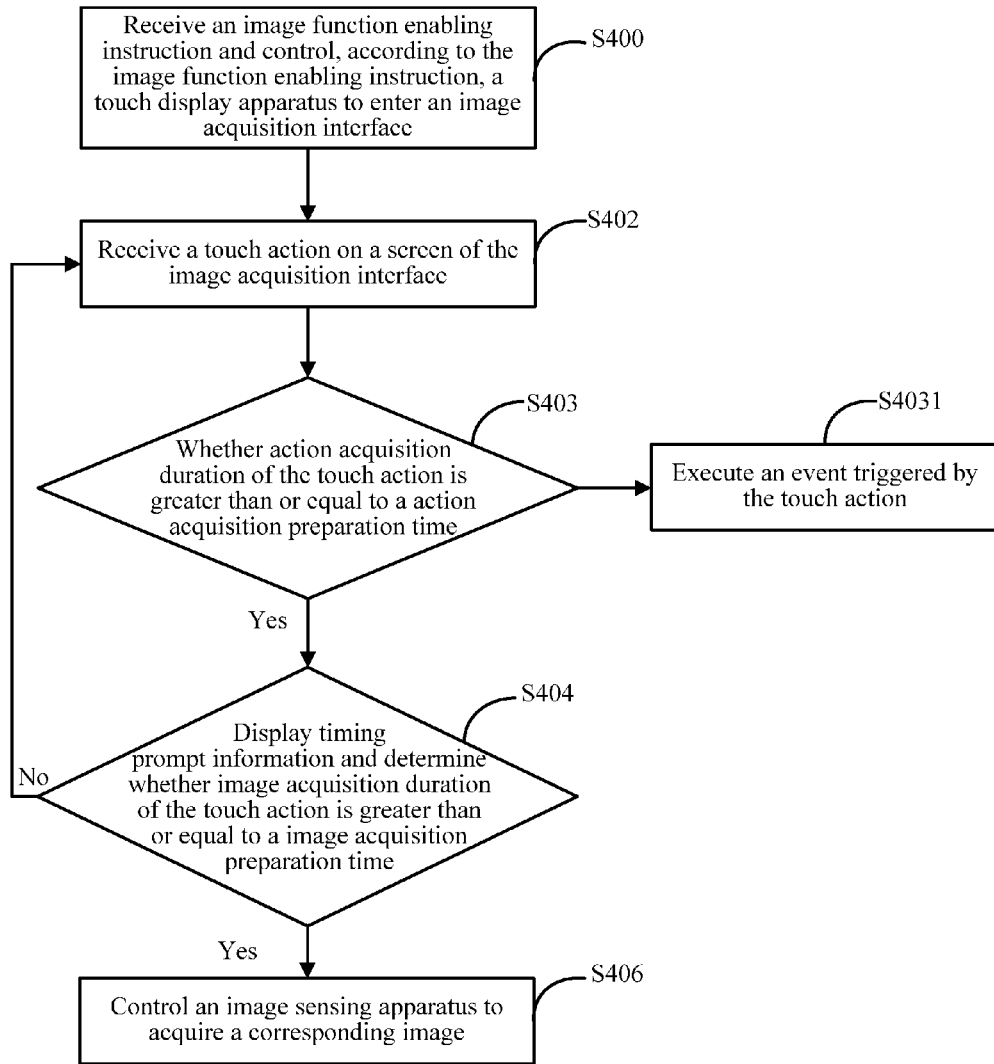 Receive an image function enabling
instruction and control, according to the
image function enabling instruction, a
touch display apparatus to enter an image
acquisition interface
S400
Receive a touch action on a screen of the
image acquisition interface
S402
Whether action acquisition
duration of the touch action is
greater than or equal to a action
acquisition preparation time
S403
Execute an event triggered by
the touch action
S4031
Yes
Display timing
prompt information and determine
whether image acquisition duration
of the touch action is greater than
or equal to a image acquisition
preparation time
S404
No
Yes
Control an image sensing apparatus to
acquire a corresponding image
S406